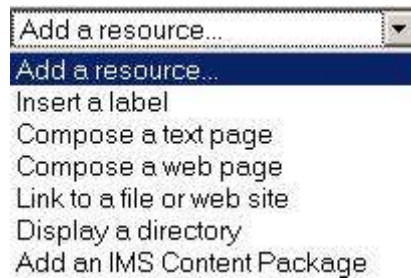 Add a resource...
Add a resource...
Insert a label
Compose a text page
Compose a web page
Link to a file or web site
Display a directory
Add an IMS Content Package